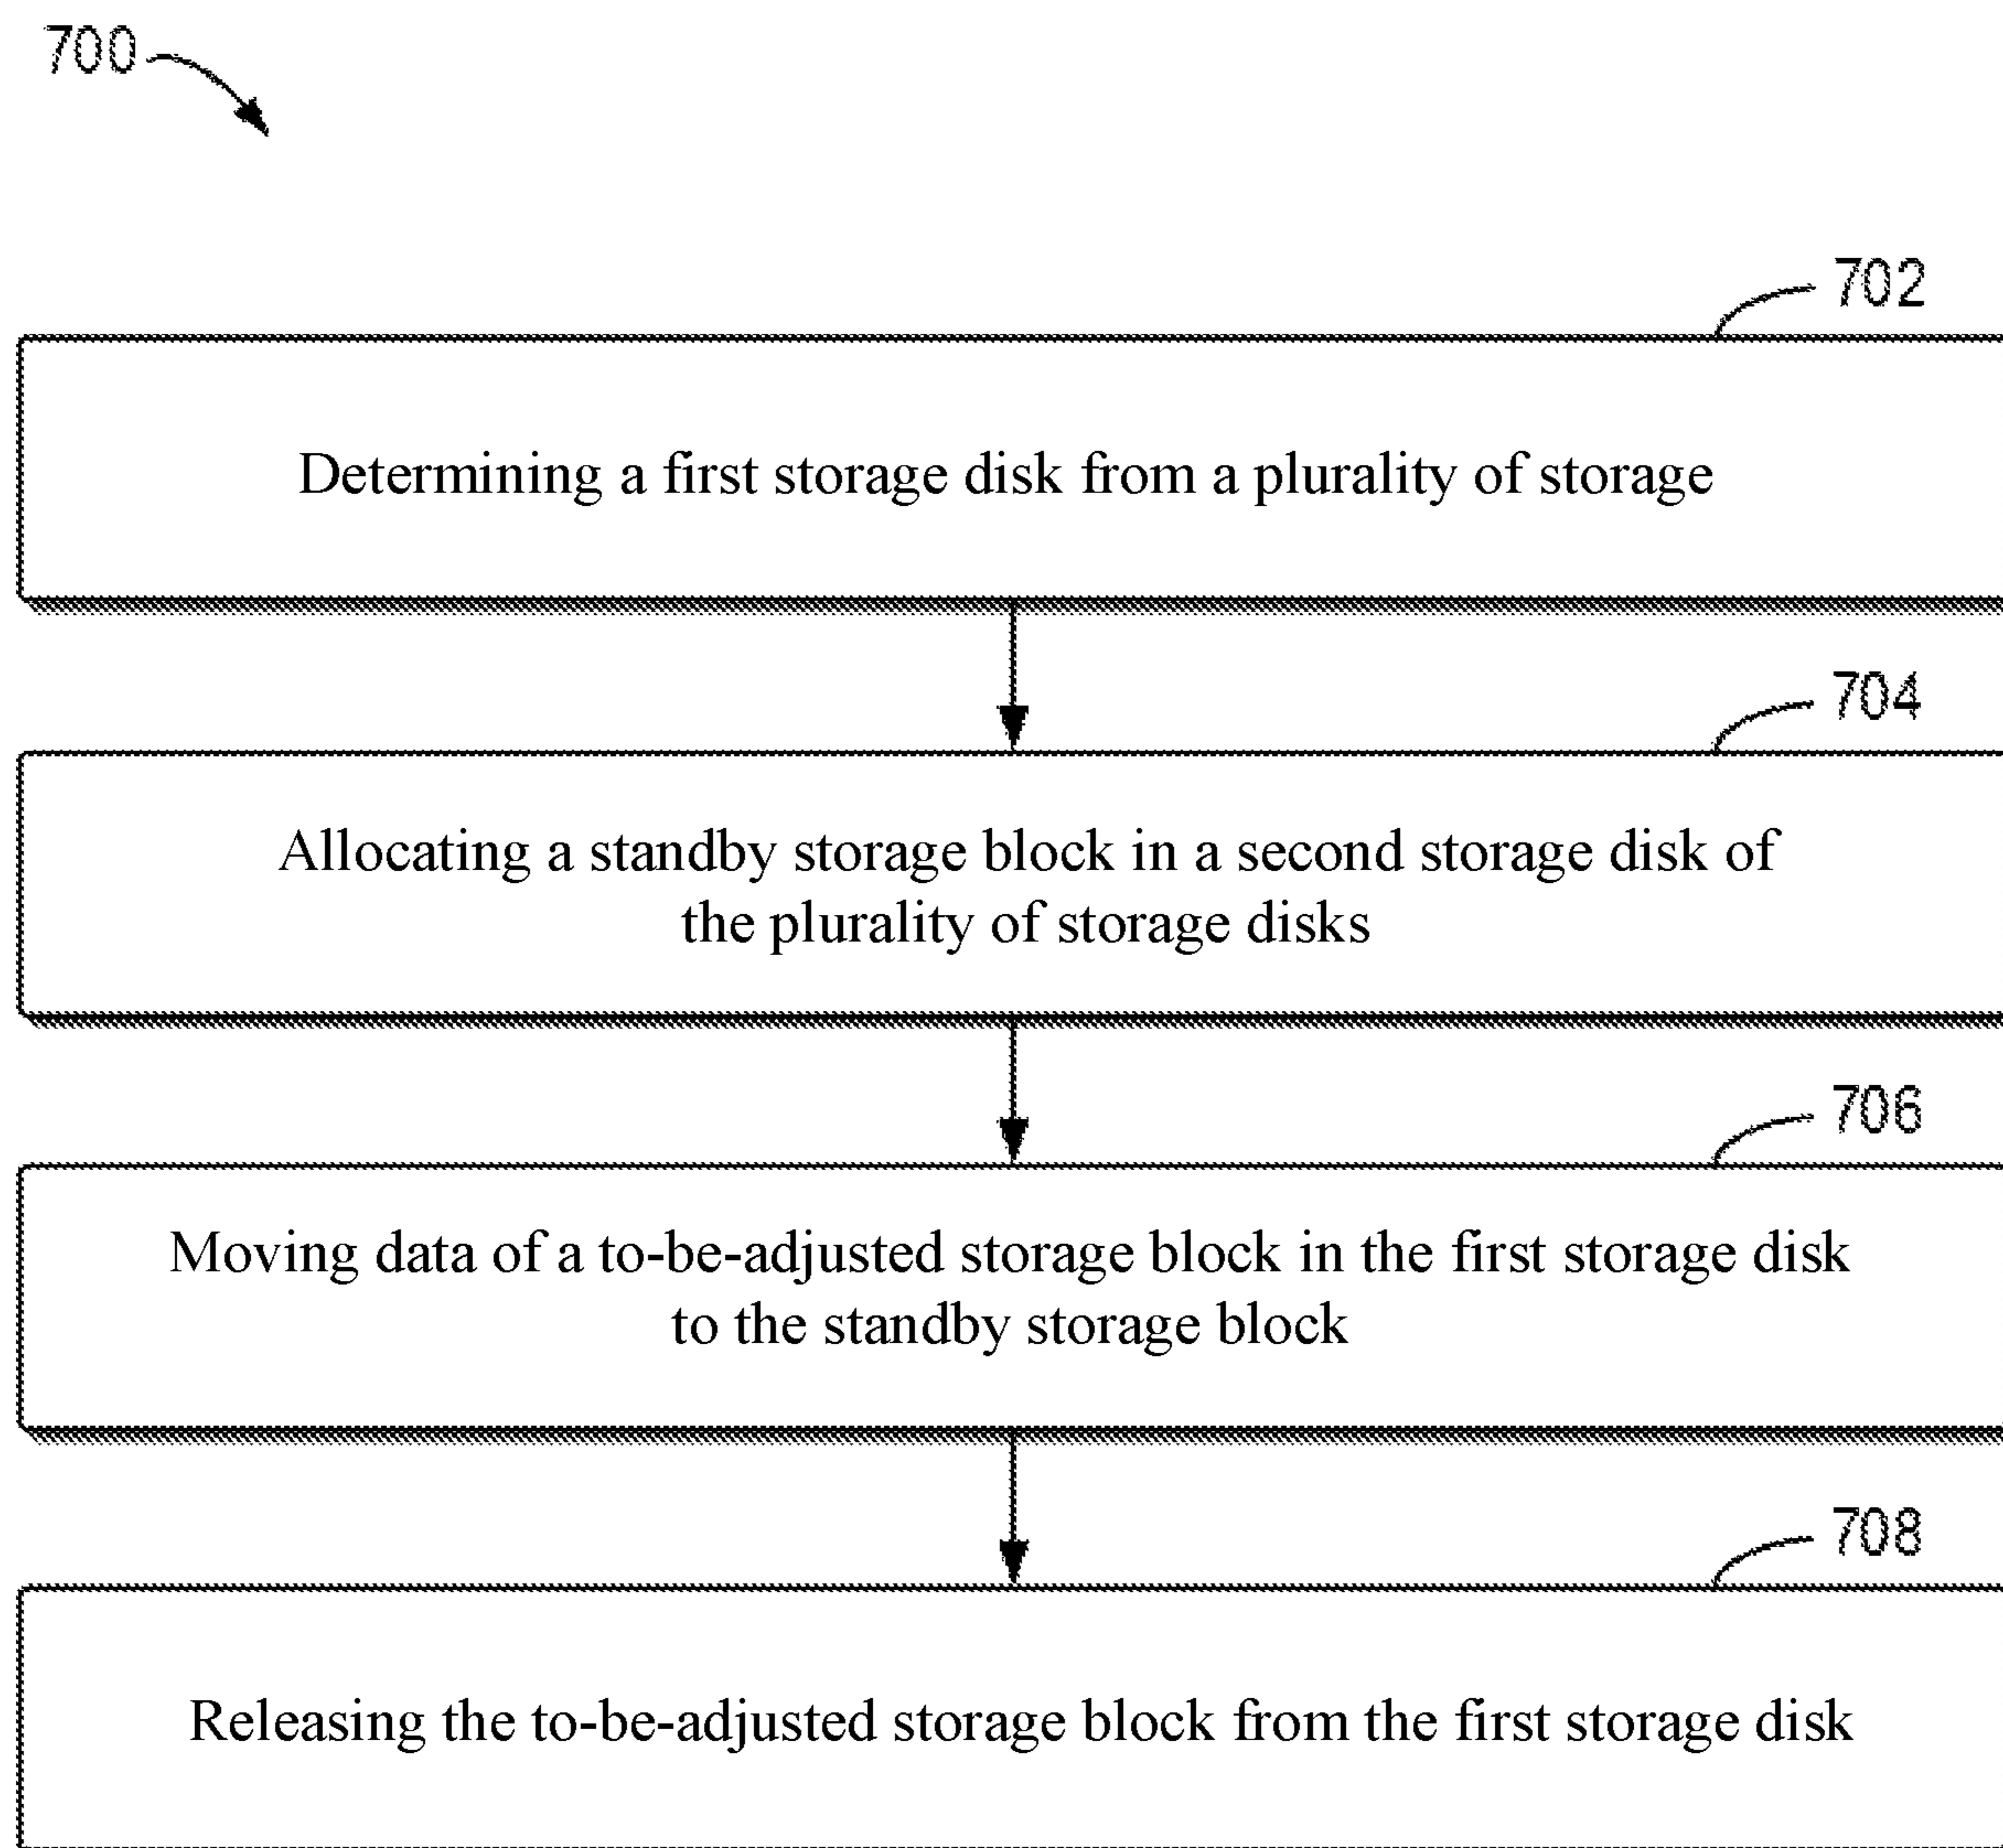 700
702
Determining a first storage disk from a plurality of storage
704
Allocating a standby storage block in a second storage disk of
the plurality of storage disks
706
Moving data of a to-be-adjusted storage block in the first storage disk
to the standby storage block
708
Releasing the to-be-adjusted storage block from the first storage disk